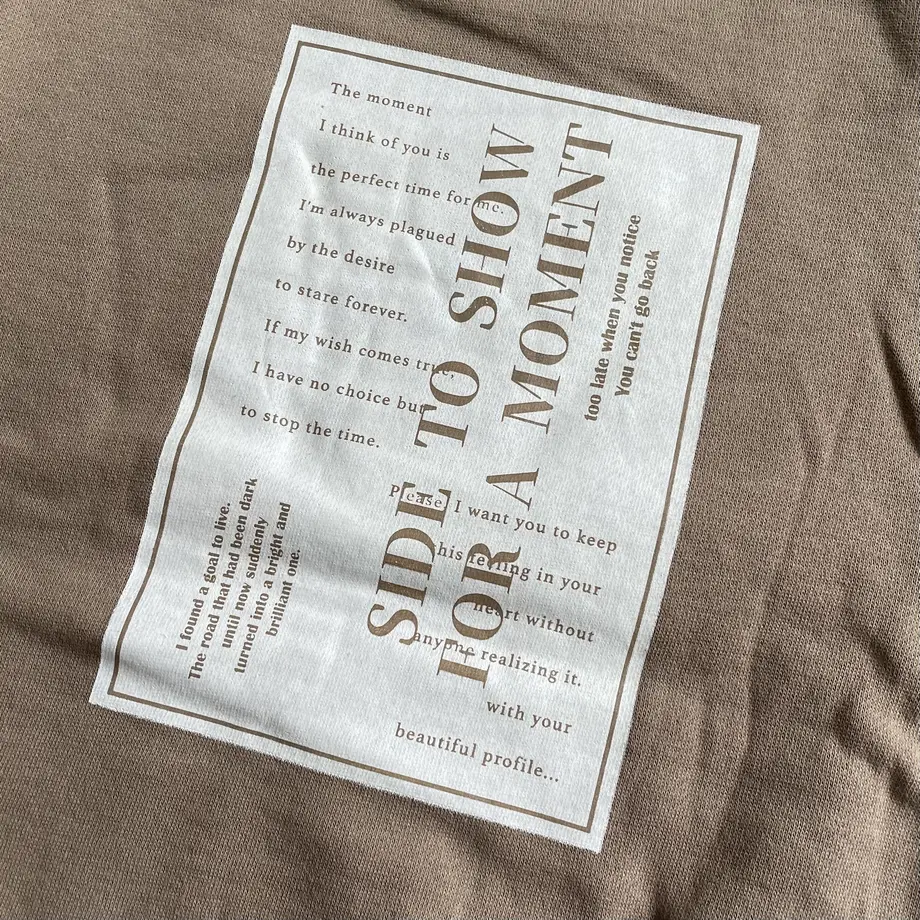 The moment
I think of you is
the perfect time for me.
I'm always plagued
by the desire
to stare forever.
If my wish comes true,
I have no choice but
to stop the time.
SIDE TO SHOW
FOR A MOMENT
too late when you notice
You can't go back
I found a goal to live.
The road that had been dark
until now suddenly
turned into a bright and
brilliant one.
Please, I want you to keep
this feeling in your
heart without
anyone realizing it.
with your
beautiful profile...